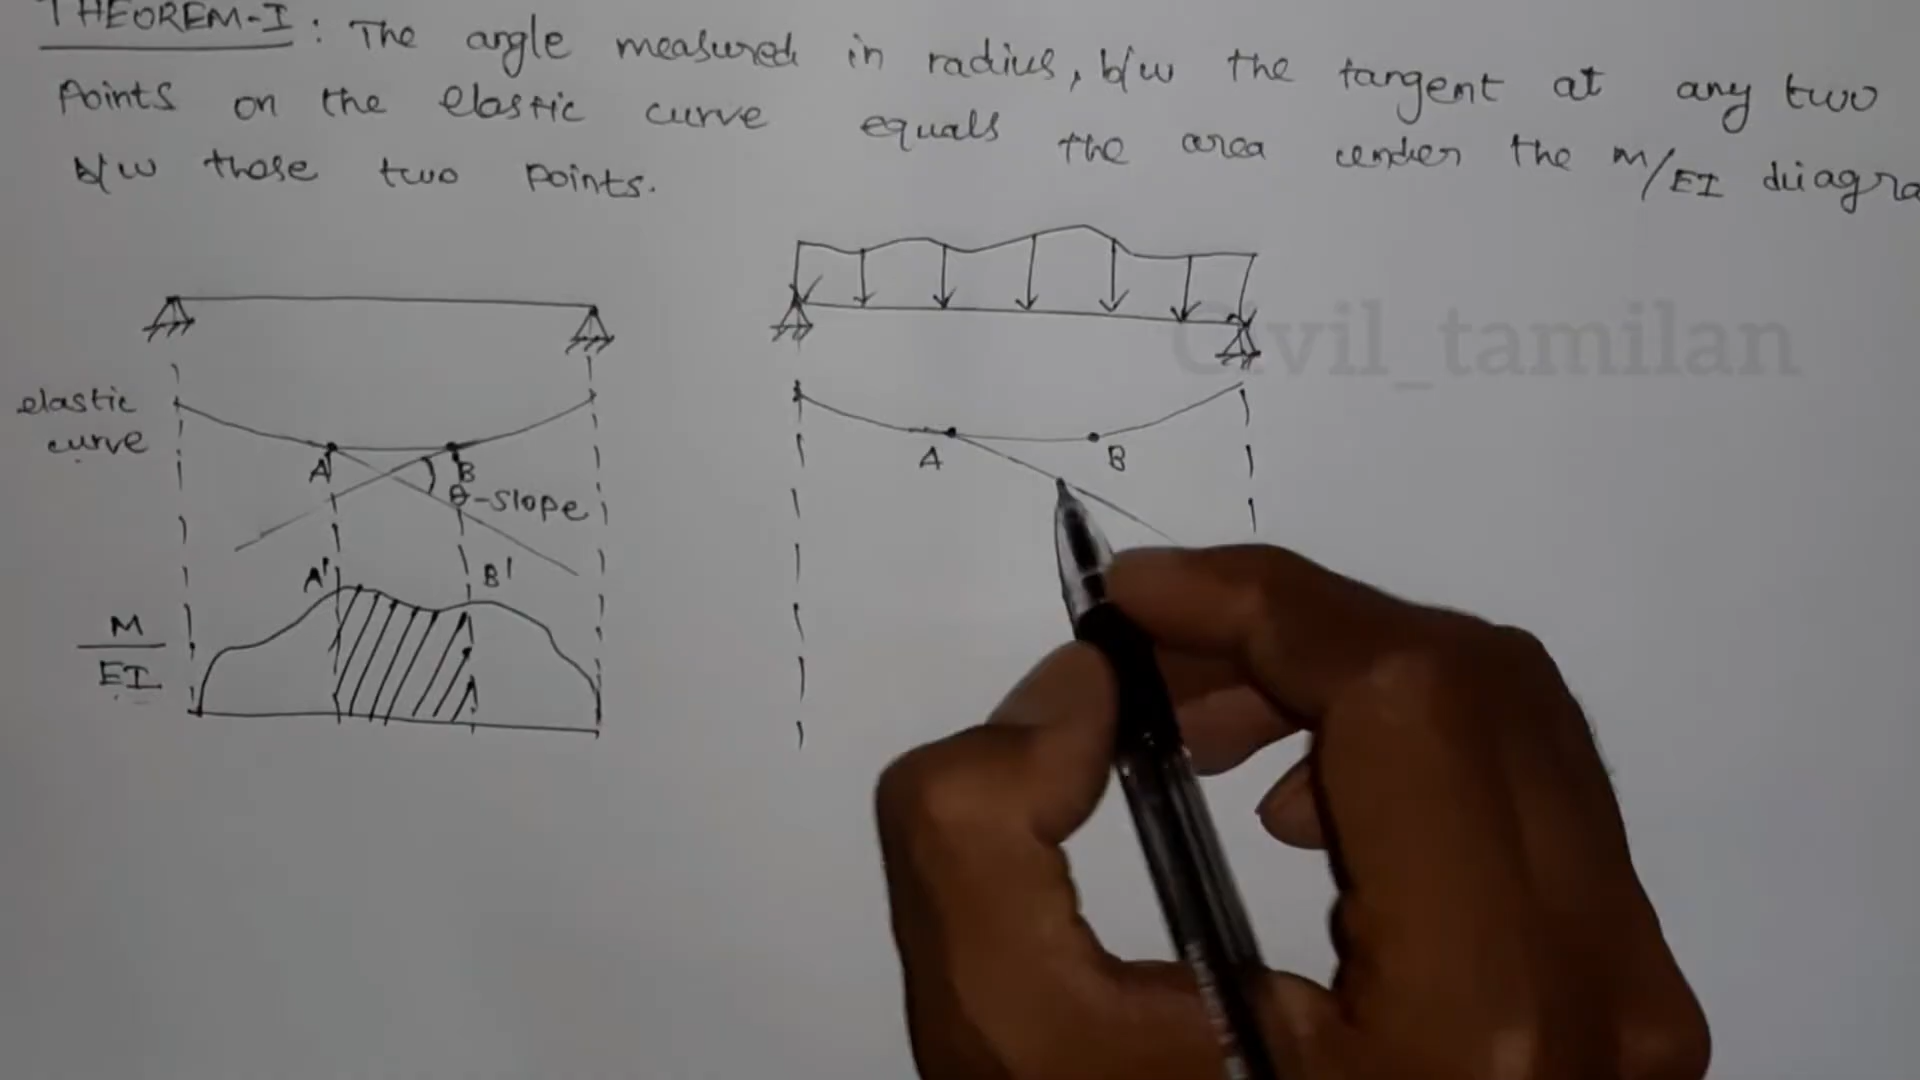 THEOREM-I : The angle measured in radius, b/w the tangent at any two
Points on the elastic curve equals the area under the M/EI diagra
b/w those two points.
Civil_tamilan
elastic
curve
A
B
θ-slope
A'
B'
M
EI
A
B